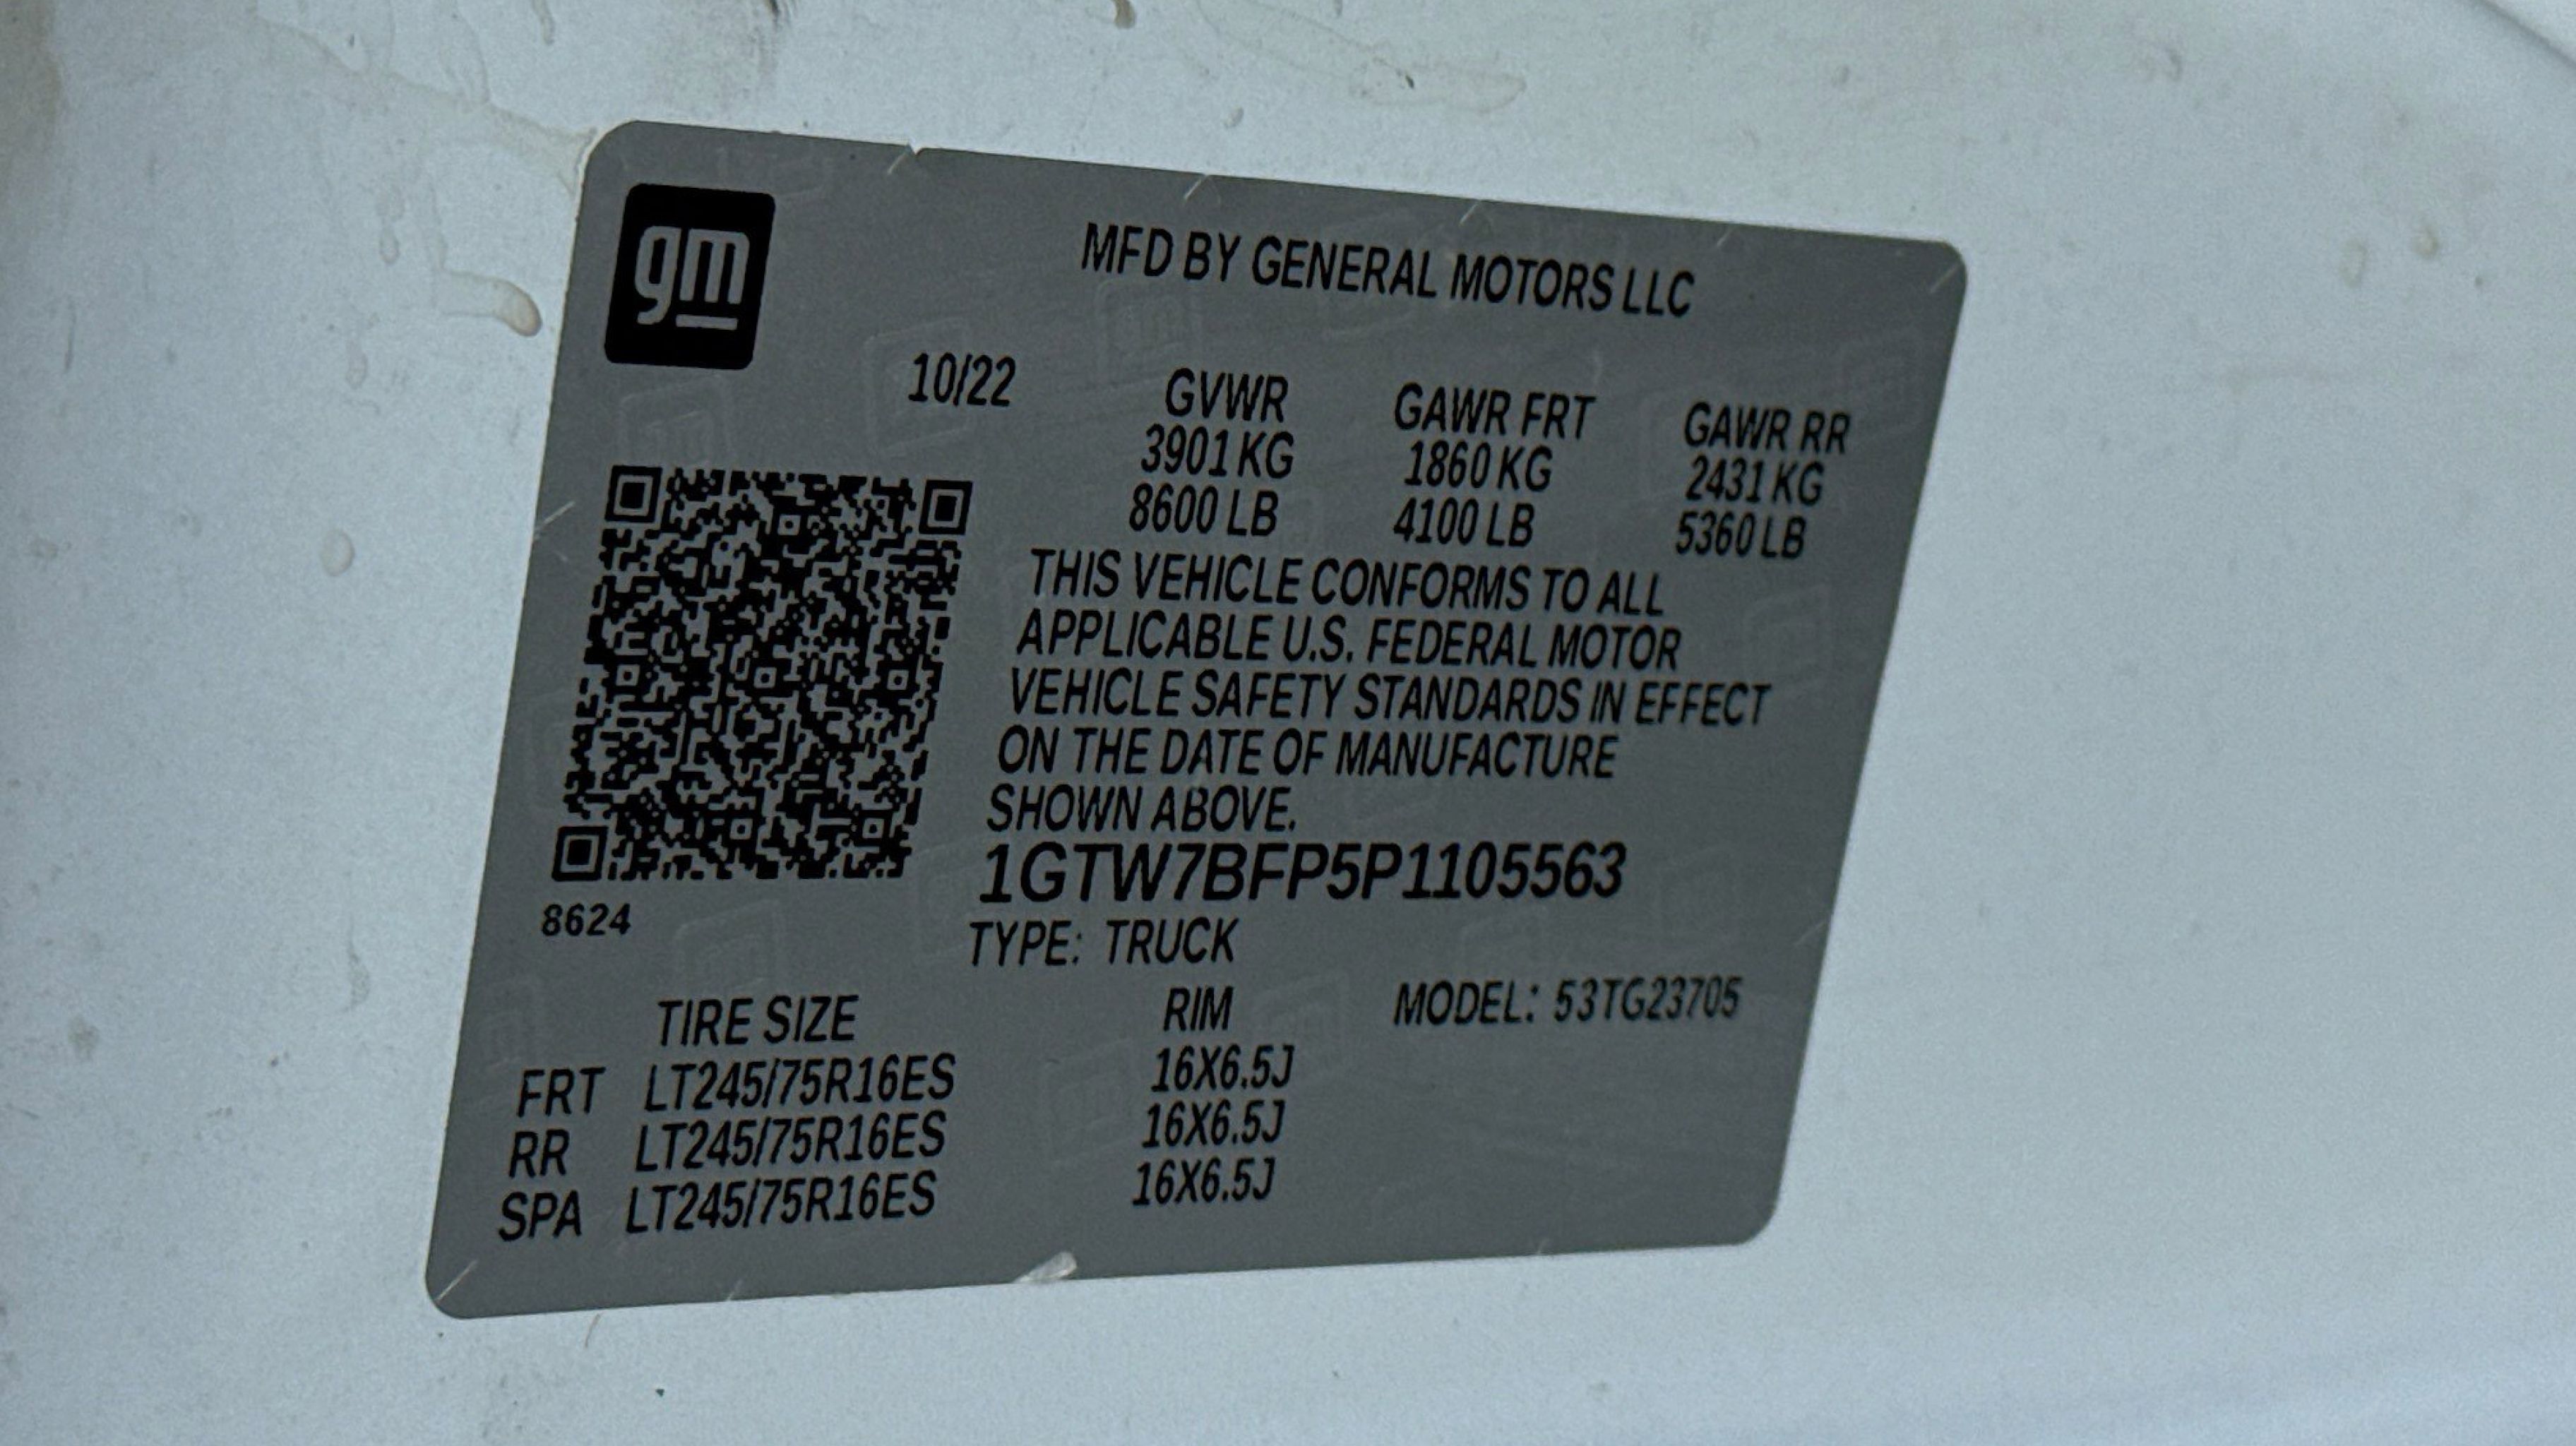 gm
MFD BY GENERAL MOTORS LLC
10/22 GVWR GAWR FRT GAWR RR
3901 KG 1860 KG 2431 KG
8600 LB 4100 LB 5360 LB
THIS VEHICLE CONFORMS TO ALL
APPLICABLE U.S. FEDERAL MOTOR
VEHICLE SAFETY STANDARDS IN EFFECT
ON THE DATE OF MANUFACTURE
SHOWN ABOVE.
1GTW7BFP5P1105563
8624
TYPE: TRUCK
TIRE SIZE RIM MODEL: 53TG23705
FRT LT245/75R16ES 16X6.5J
RR LT245/75R16ES 16X6.5J
SPA LT245/75R16ES 16X6.5J